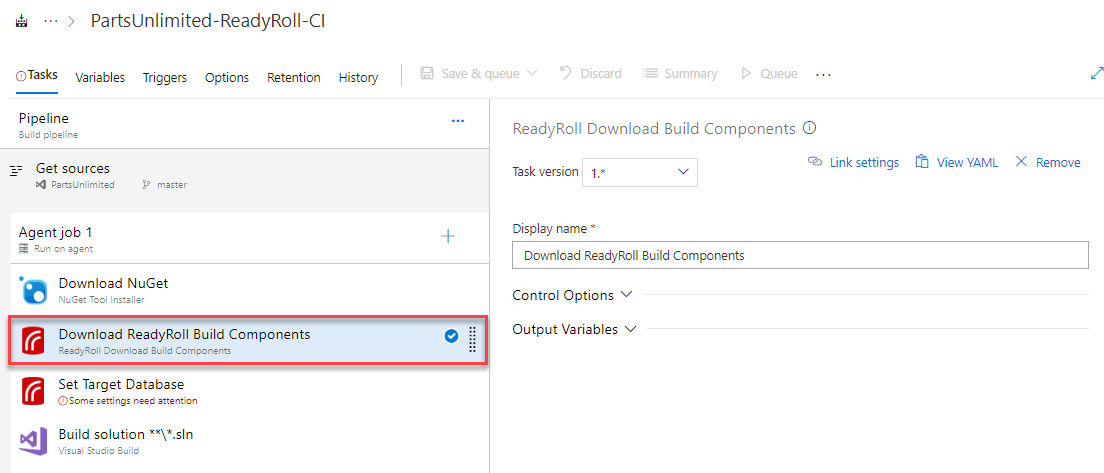 ··· > PartsUnlimited-ReadyRoll-CI
Tasks Variables Triggers Options Retention History Save & queue Discard Summary Queue ···
Pipeline
Build pipeline
···
Get sources
PartsUnlimited master
Agent job 1
Run on agent
Download NuGet
NuGet Tool Installer
Download ReadyRoll Build Components
ReadyRoll Download Build Components
Set Target Database
Some settings need attention
Build solution **\*.sln
Visual Studio Build
ReadyRoll Download Build Components
Link settings View YAML Remove
Task version 1.*
Display name *
Download ReadyRoll Build Components
Control Options
Output Variables